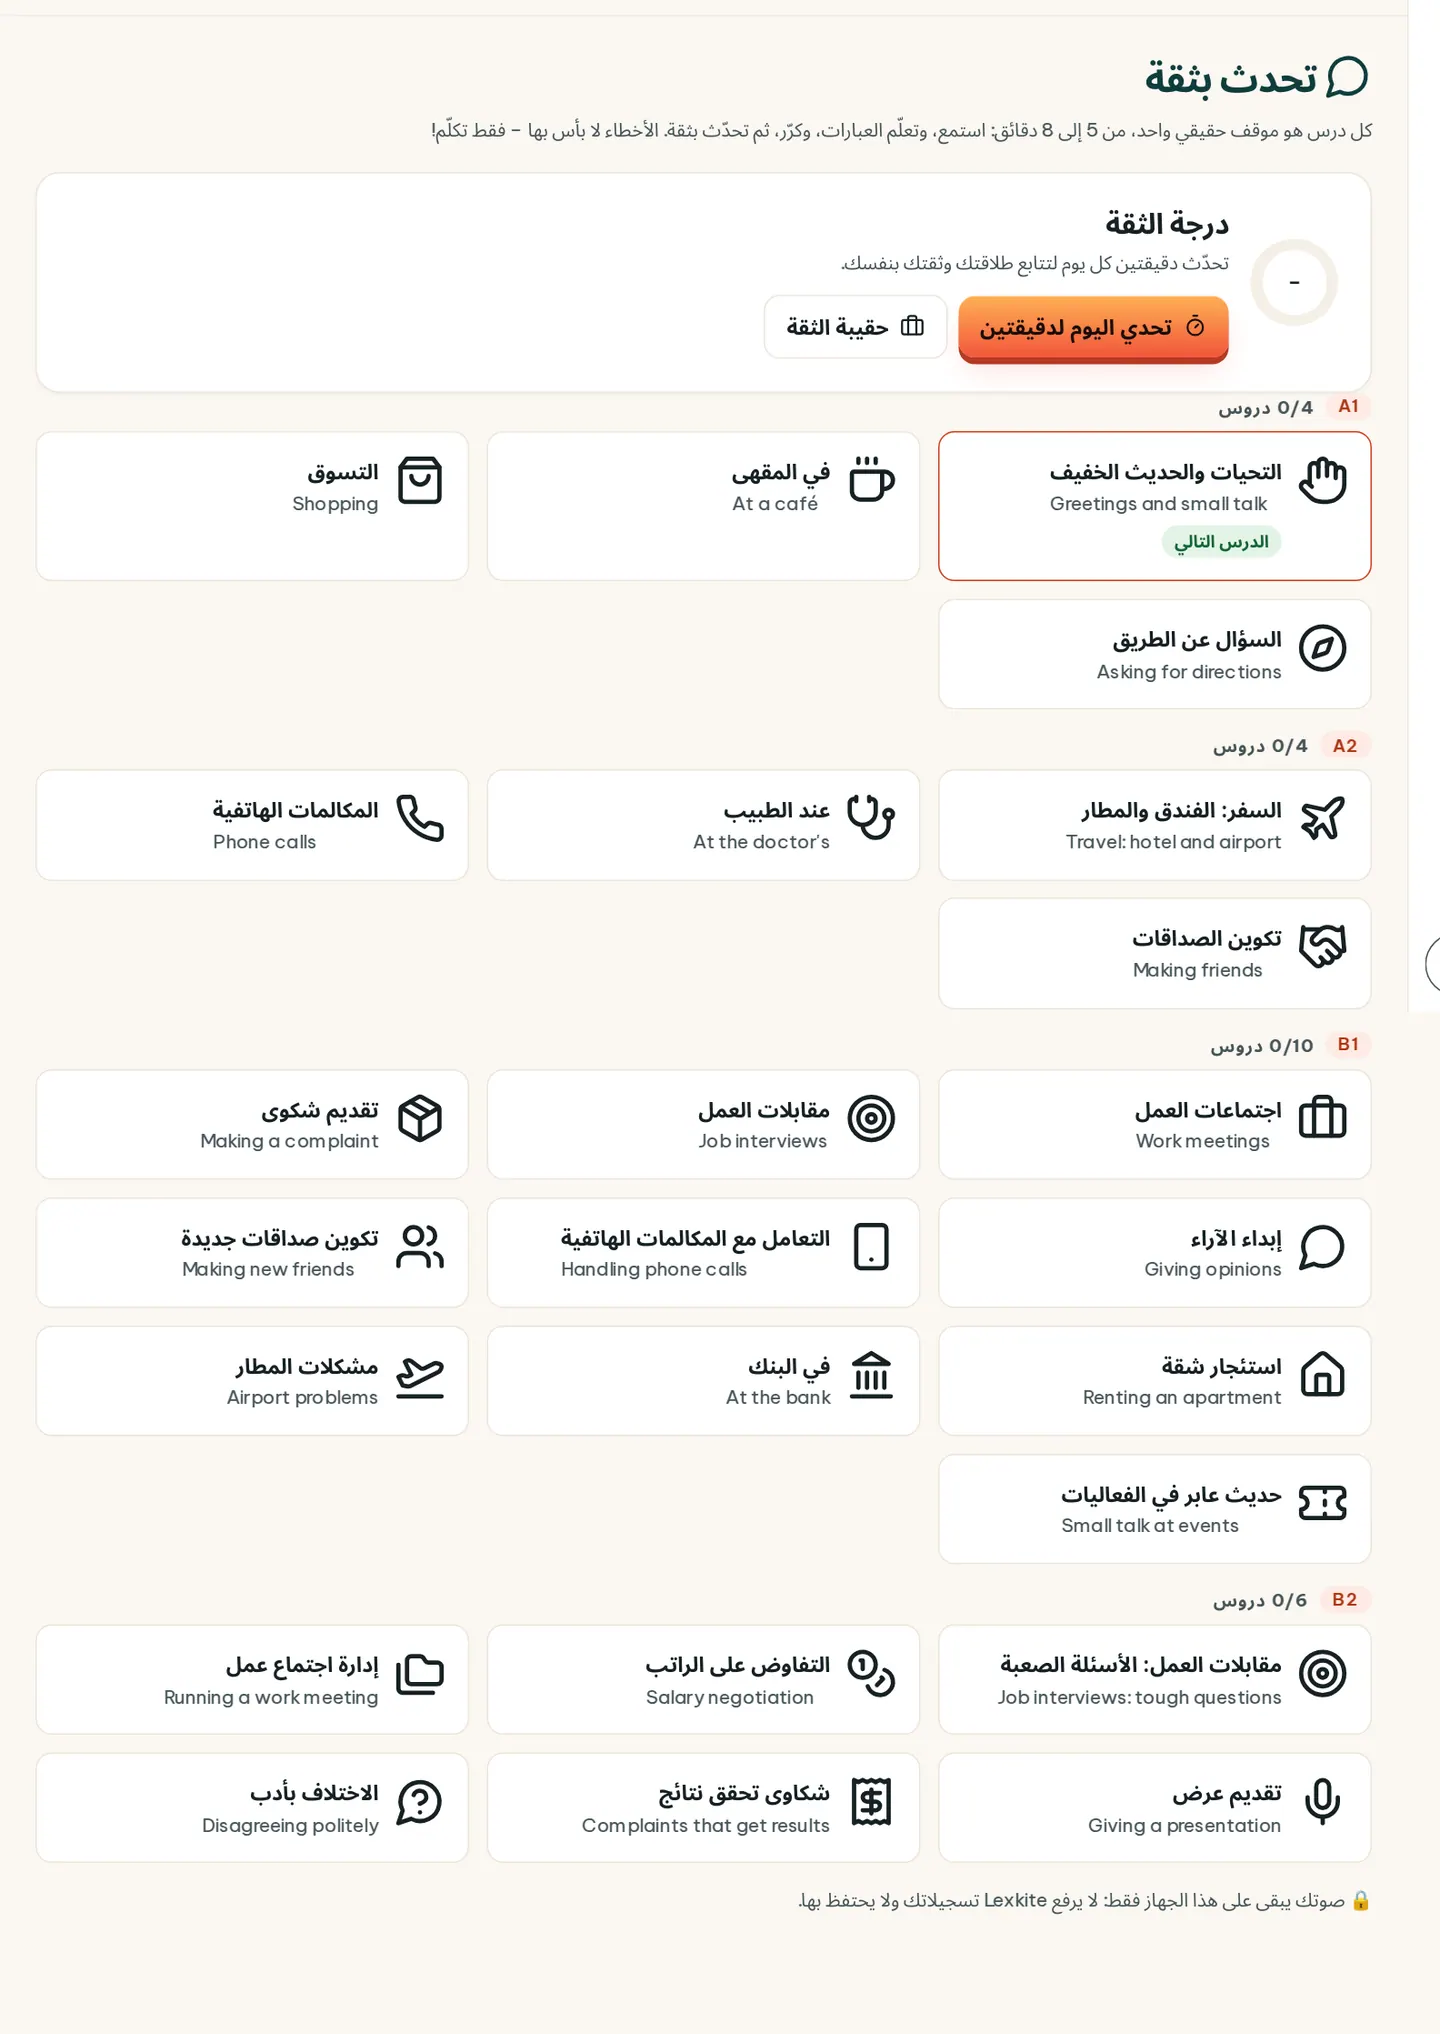 تحدث بثقة
كل درس هو موقف حقيقي واحد، من 5 إلى 8 دقائق: استمع، وتعلّم العبارات، وكرّر، ثم تحدّث بثقة. الأخطاء لا بأس بها – فقط تكلّم!
درجة الثقة
–
تحدّث دقيقتين كل يوم لتتابع طلاقتك وثقتك بنفسك.
تحدي اليوم لدقيقتين
حقيبة الثقة
A1 0/4 دروس
التحيات والحديث الخفيف
Greetings and small talk
الدرس التالي
في المقهى
At a café
التسوق
Shopping
السؤال عن الطريق
Asking for directions
A2 0/4 دروس
السفر: الفندق والمطار
Travel: hotel and airport
عند الطبيب
At the doctor's
المكالمات الهاتفية
Phone calls
تكوين الصداقات
Making friends
B1 0/10 دروس
اجتماعات العمل
Work meetings
مقابلات العمل
Job interviews
تقديم شكوى
Making a complaint
إبداء الآراء
Giving opinions
التعامل مع المكالمات الهاتفية
Handling phone calls
تكوين صداقات جديدة
Making new friends
استئجار شقة
Renting an apartment
في البنك
At the bank
مشكلات المطار
Airport problems
حديث عابر في الفعاليات
Small talk at events
B2 0/6 دروس
مقابلات العمل: الأسئلة الصعبة
Job interviews: tough questions
التفاوض على الراتب
Salary negotiation
إدارة اجتماع عمل
Running a work meeting
تقديم عرض
Giving a presentation
شكاوى تحقق نتائج
Complaints that get results
الاختلاف بأدب
Disagreeing politely
🔒 صوتك يبقى على هذا الجهاز فقط: لا يرفع Lexkite تسجيلاتك ولا يحتفظ بها.